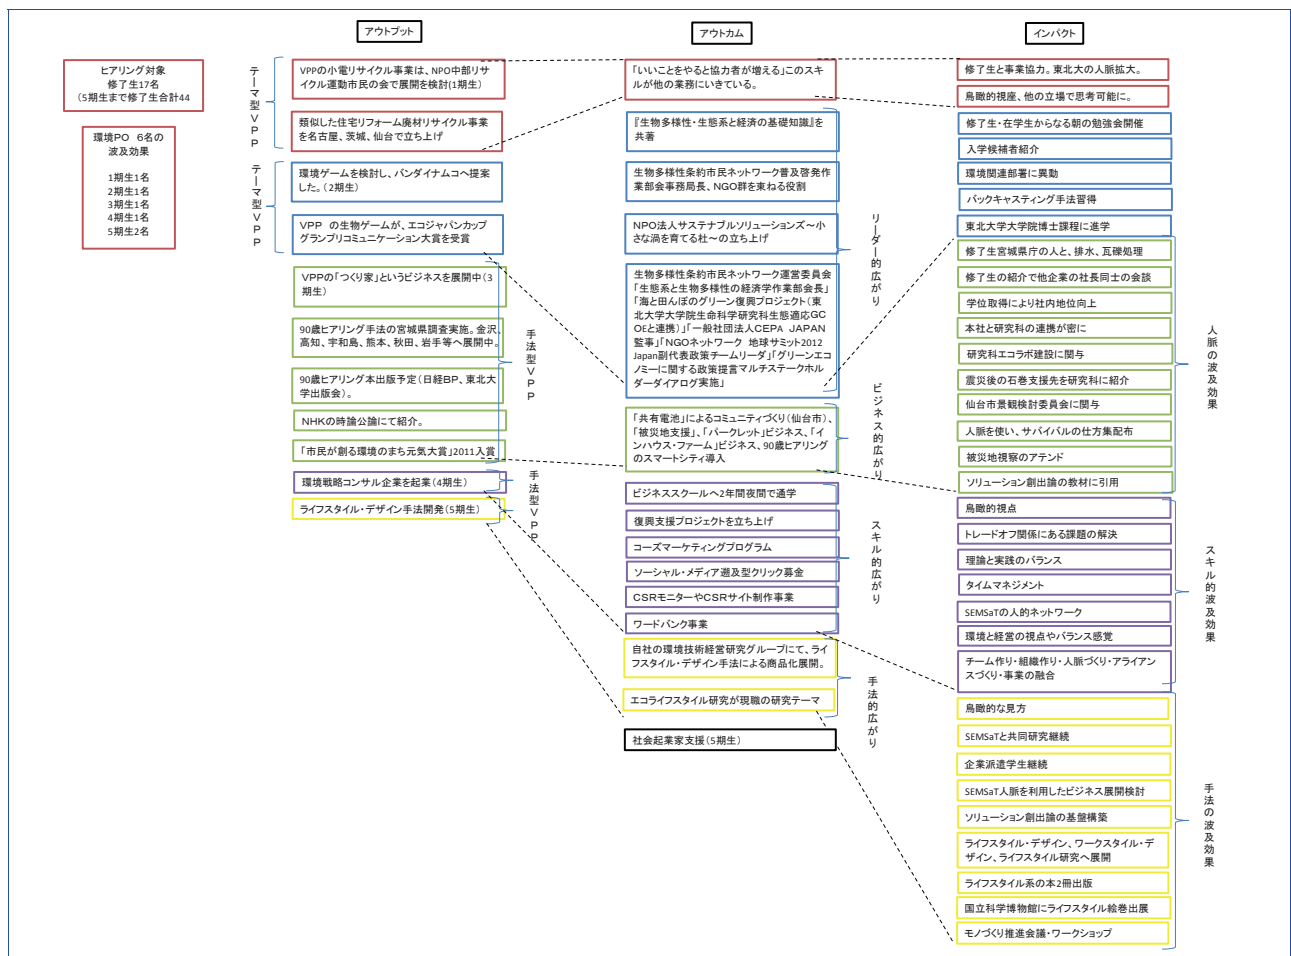 アウトプット
アウトカム
インパクト
ヒアリング対象
修了生17名
(5期生まで修了生合計44
環境PO 6名の
波及効果
1期生1名
2期生1名
3期生1名
4期生1名
5期生2名
テーマ型VPP
VPPの小電リサイクル事業は、NPO中部リサ
イクル運動市民の会で展開を検討(1期生)
類似した住宅リフォーム廃材リサイクル事業
を名古屋、茨城、仙台で立ち上げ
テーマ型VPP
環境ゲームを検討し、バンダイナムコへ提案
した。(2期生)
VPP の生物ゲームが、エコジャパンカップ
グランプリコミュニケーション大賞を受賞
VPPの「つくり家」というビジネスを展開中(3
期生)
90歳ヒアリング手法の宮城県調査実施。金沢、
高知、宇和島、熊本、秋田、岩手等へ展開中。
90歳ヒアリング本出版予定(日経BP、東北大
学出版会)。
NHKの時論公論にて紹介。
「市民が創る環境のまち元気大賞」2011入賞
手法型VPP
環境戦略コンサル企業を起業(4期生)
ライフスタイル・デザイン手法開発(5期生)
手法型VPP
「いいことをやると協力者が増える」このスキ
ルが他の業務にいきている。
『生物多様性・生態系と経済の基礎知識』を
共著
生物多様性条約市民ネットワーク普及啓発作
業部会事務局長、NGO群を束ねる役割
NPO法人サステナブルソリューションズ～小
さな渦を育てる杜～の立ち上げ
生物多様性条約市民ネットワーク運営委員会
「生態系と生物多様性の経済学作業部会長」
「海と田んぼのグリーン復興プロジェクト(東
北大学大学院生命科学研究科生態適応GC
OEと連携)」「一般社団法人CEPA JAPAN
監事」「NGOネットワーク 地球サミット2012
Japan副代表政策チームリーダ」「グリーンエコ
ノミーに関する政策提言マルチステークホル
ダーダイアログ実施」
リーダー的広がり
「共有電池」によるコミュニティづくり(仙台市)、
「被災地支援」、「パークレット」ビジネス、「イ
ンハウス・ファーム」ビジネス、90歳ヒアリング
のスマートシティ導入
ビジネス的広がり
ビジネススクールへ2年間夜間で通学
復興支援プロジェクトを立ち上げ
コーズマーケティングプログラム
ソーシャル・メディア遡及型クリック募金
CSRモニターやCSRサイト制作事業
ワードバンク事業
スキル的広がり
自社の環境技術経営研究グループにて、ライ
フスタイル・デザイン手法による商品化展開。
エコライフスタイル研究が現職の研究テーマ
手法的広がり
社会起業家支援(5期生)
修了生と事業協力。東北大の人脈拡大。
鳥瞰的視座、他の立場で思考可能に。
修了生・在学生からなる朝の勉強会開催
入学候補者紹介
環境関連部署に異動
バックキャスティング手法習得
東北大学大学院博士課程に進学
修了生宮城県庁の人と、排水、瓦礫処理
修了生の紹介で他企業の社長同士の会談
学位取得により社内地位向上
本社と研究科の連携が密に
研究科エコラボ建設に関与
震災後の石巻支援先を研究科に紹介
仙台市景観検討委員会に関与
人脈を使い、サバイバルの仕方集配布
被災地視察のアテンド
ソリューション創出論の教材に引用
人脈の波及効果
鳥瞰的視点
トレードオフ関係にある課題の解決
理論と実践のバランス
タイムマネジメント
SEMSaTの人的ネットワーク
環境と経営の視点やバランス感覚
チーム作り・組織作り・人脈づくり・アライアン
スづくり・事業の融合
スキル的波及効果
鳥瞰的な見方
SEMSaTと共同研究継続
企業派遣学生継続
SEMSaT人脈を利用したビジネス展開検討
ソリューション創出論の基盤構築
ライフスタイル・デザイン、ワークスタイル・デ
ザイン、ライフスタイル研究へ展開
ライフスタイル系の本2冊出版
国立科学博物館にライフスタイル絵巻出展
モノづくり推進会議・ワークショップ
手法の波及効果